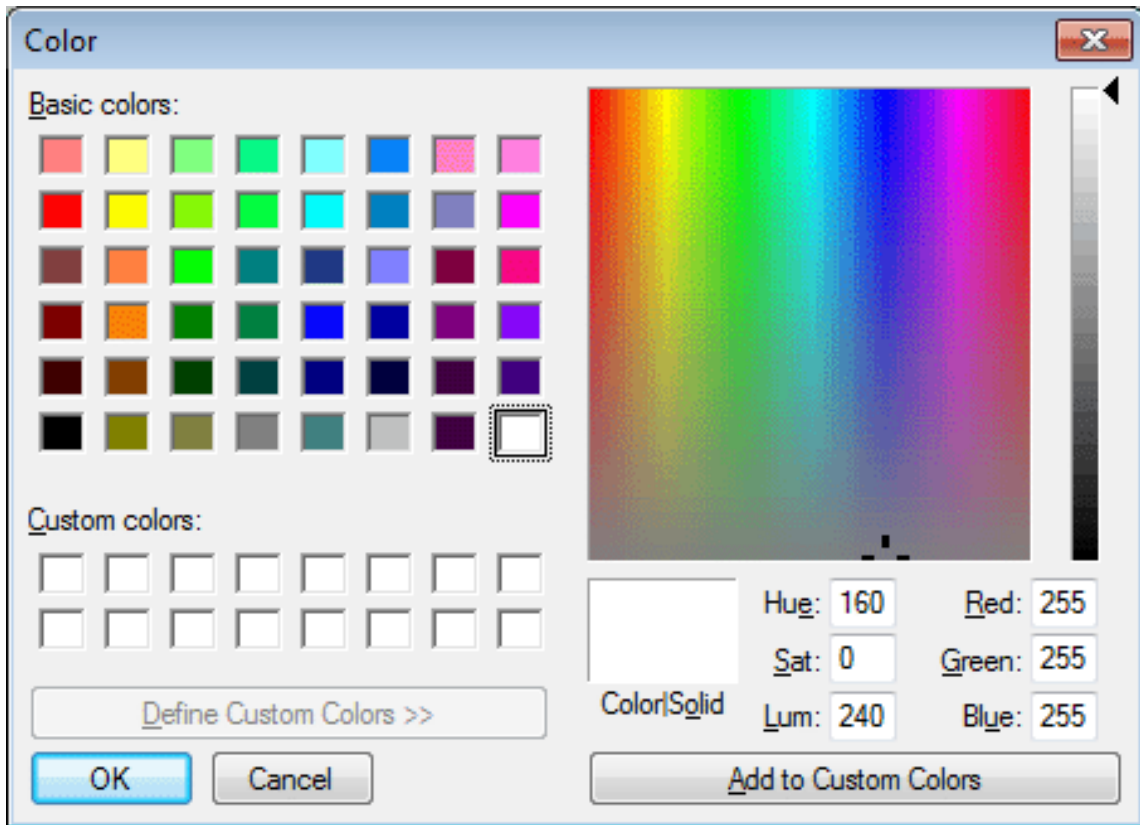 Color
Basic colors:
Custom colors:
Define Custom Colors >>
OK
Cancel
Hue: 160
Red: 255
Sat: 0
Green: 255
Color|Solid
Lum: 240
Blue: 255
Add to Custom Colors